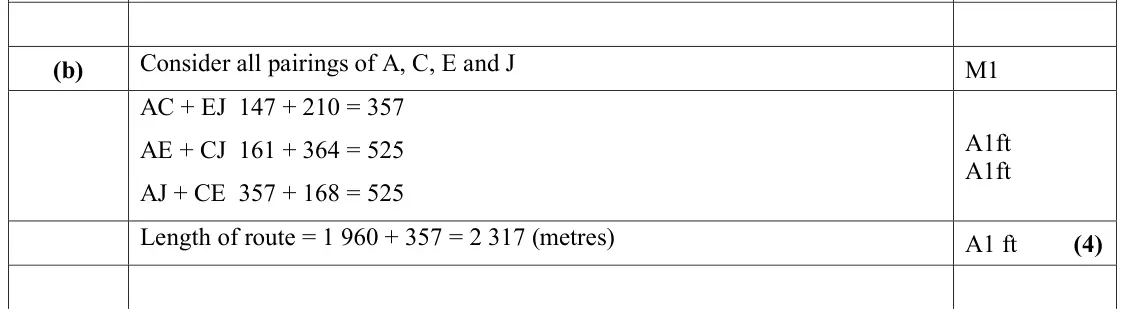 (b) Consider all pairings of A, C, E and J M1
AC + EJ 147 + 210 = 357
AE + CJ 161 + 364 = 525
AJ + CE 357 + 168 = 525
A1ft
A1ft
Length of route = 1 960 + 357 = 2 317 (metres) A1 ft (4)